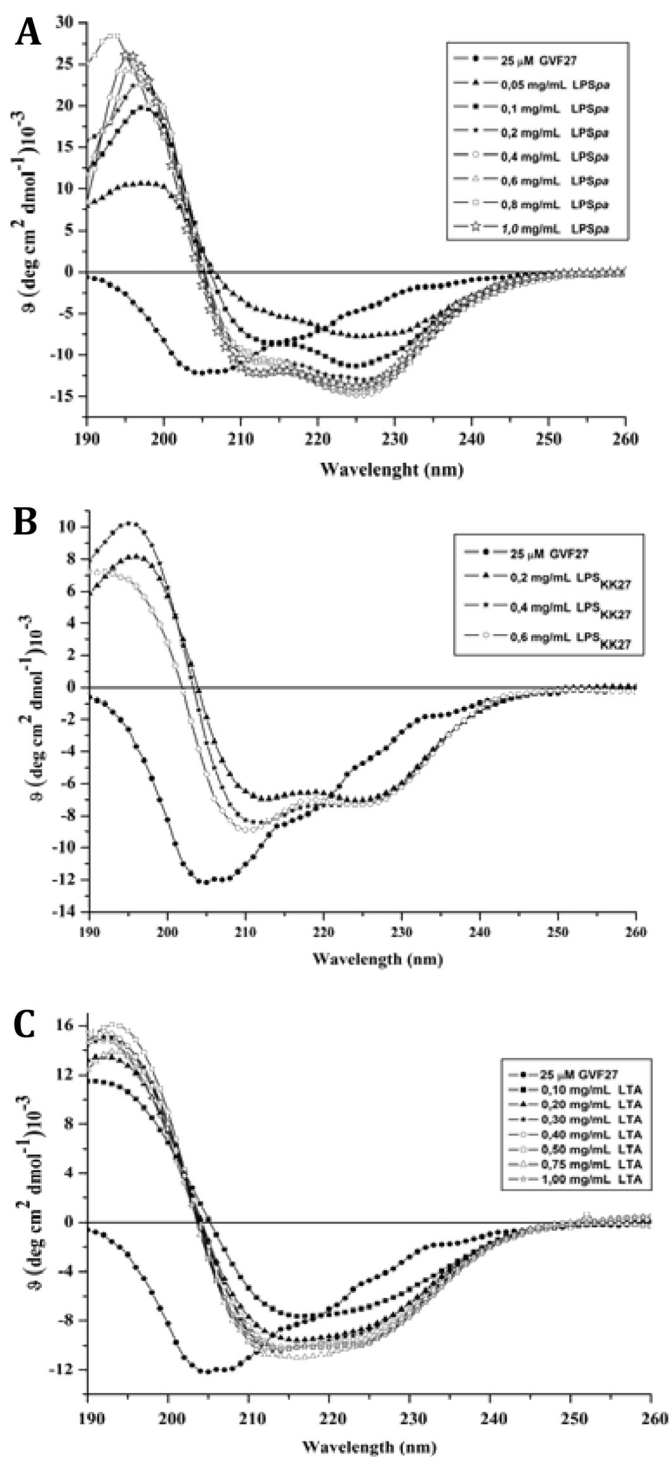 A
ϑ (deg cm² dmol⁻¹)10⁻³
30
25
20
15
10
5
0
-5
-10
-15
190 200 210 220 230 240 250 260
Wavelenght (nm)
25 μM GVF27
0,05 mg/mL LPSpa
0,1 mg/mL LPSpa
0,2 mg/mL LPSpa
0,4 mg/mL LPSpa
0,6 mg/mL LPSpa
0,8 mg/mL LPSpa
1,0 mg/mL LPSpa
B
ϑ (deg cm² dmol⁻¹)10⁻³
10
8
6
4
2
0
-2
-4
-6
-8
-10
-12
-14
190 200 210 220 230 240 250 260
Wavelength (nm)
25 μM GVF27
0,2 mg/mL LPS KK27
0,4 mg/mL LPS KK27
0,6 mg/mL LPS KK27
C
ϑ (deg cm² dmol⁻¹)10⁻³
16
12
8
4
0
-4
-8
-12
190 200 210 220 230 240 250 260
Wavelength (nm)
25 μM GVF27
0,10 mg/mL LTA
0,20 mg/mL LTA
0,30 mg/mL LTA
0,40 mg/mL LTA
0,50 mg/mL LTA
0,75 mg/mL LTA
1,00 mg/mL LTA